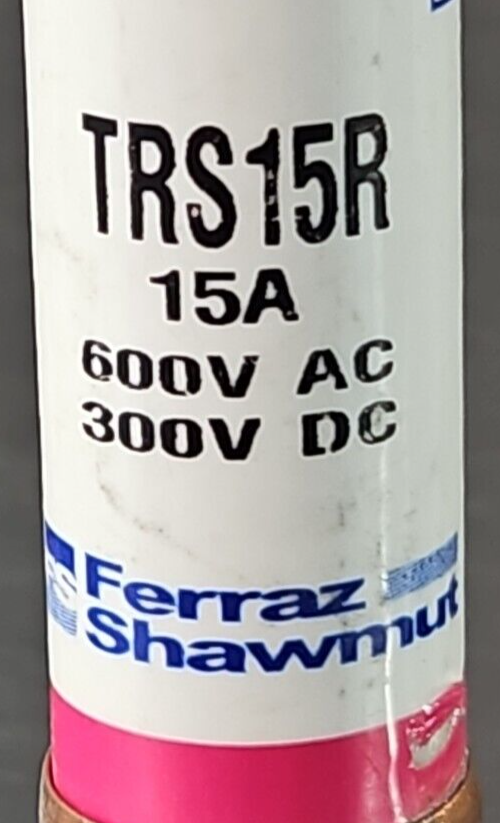 TRS15R
15A
600V AC
300V DC
Ferraz
Shawmut